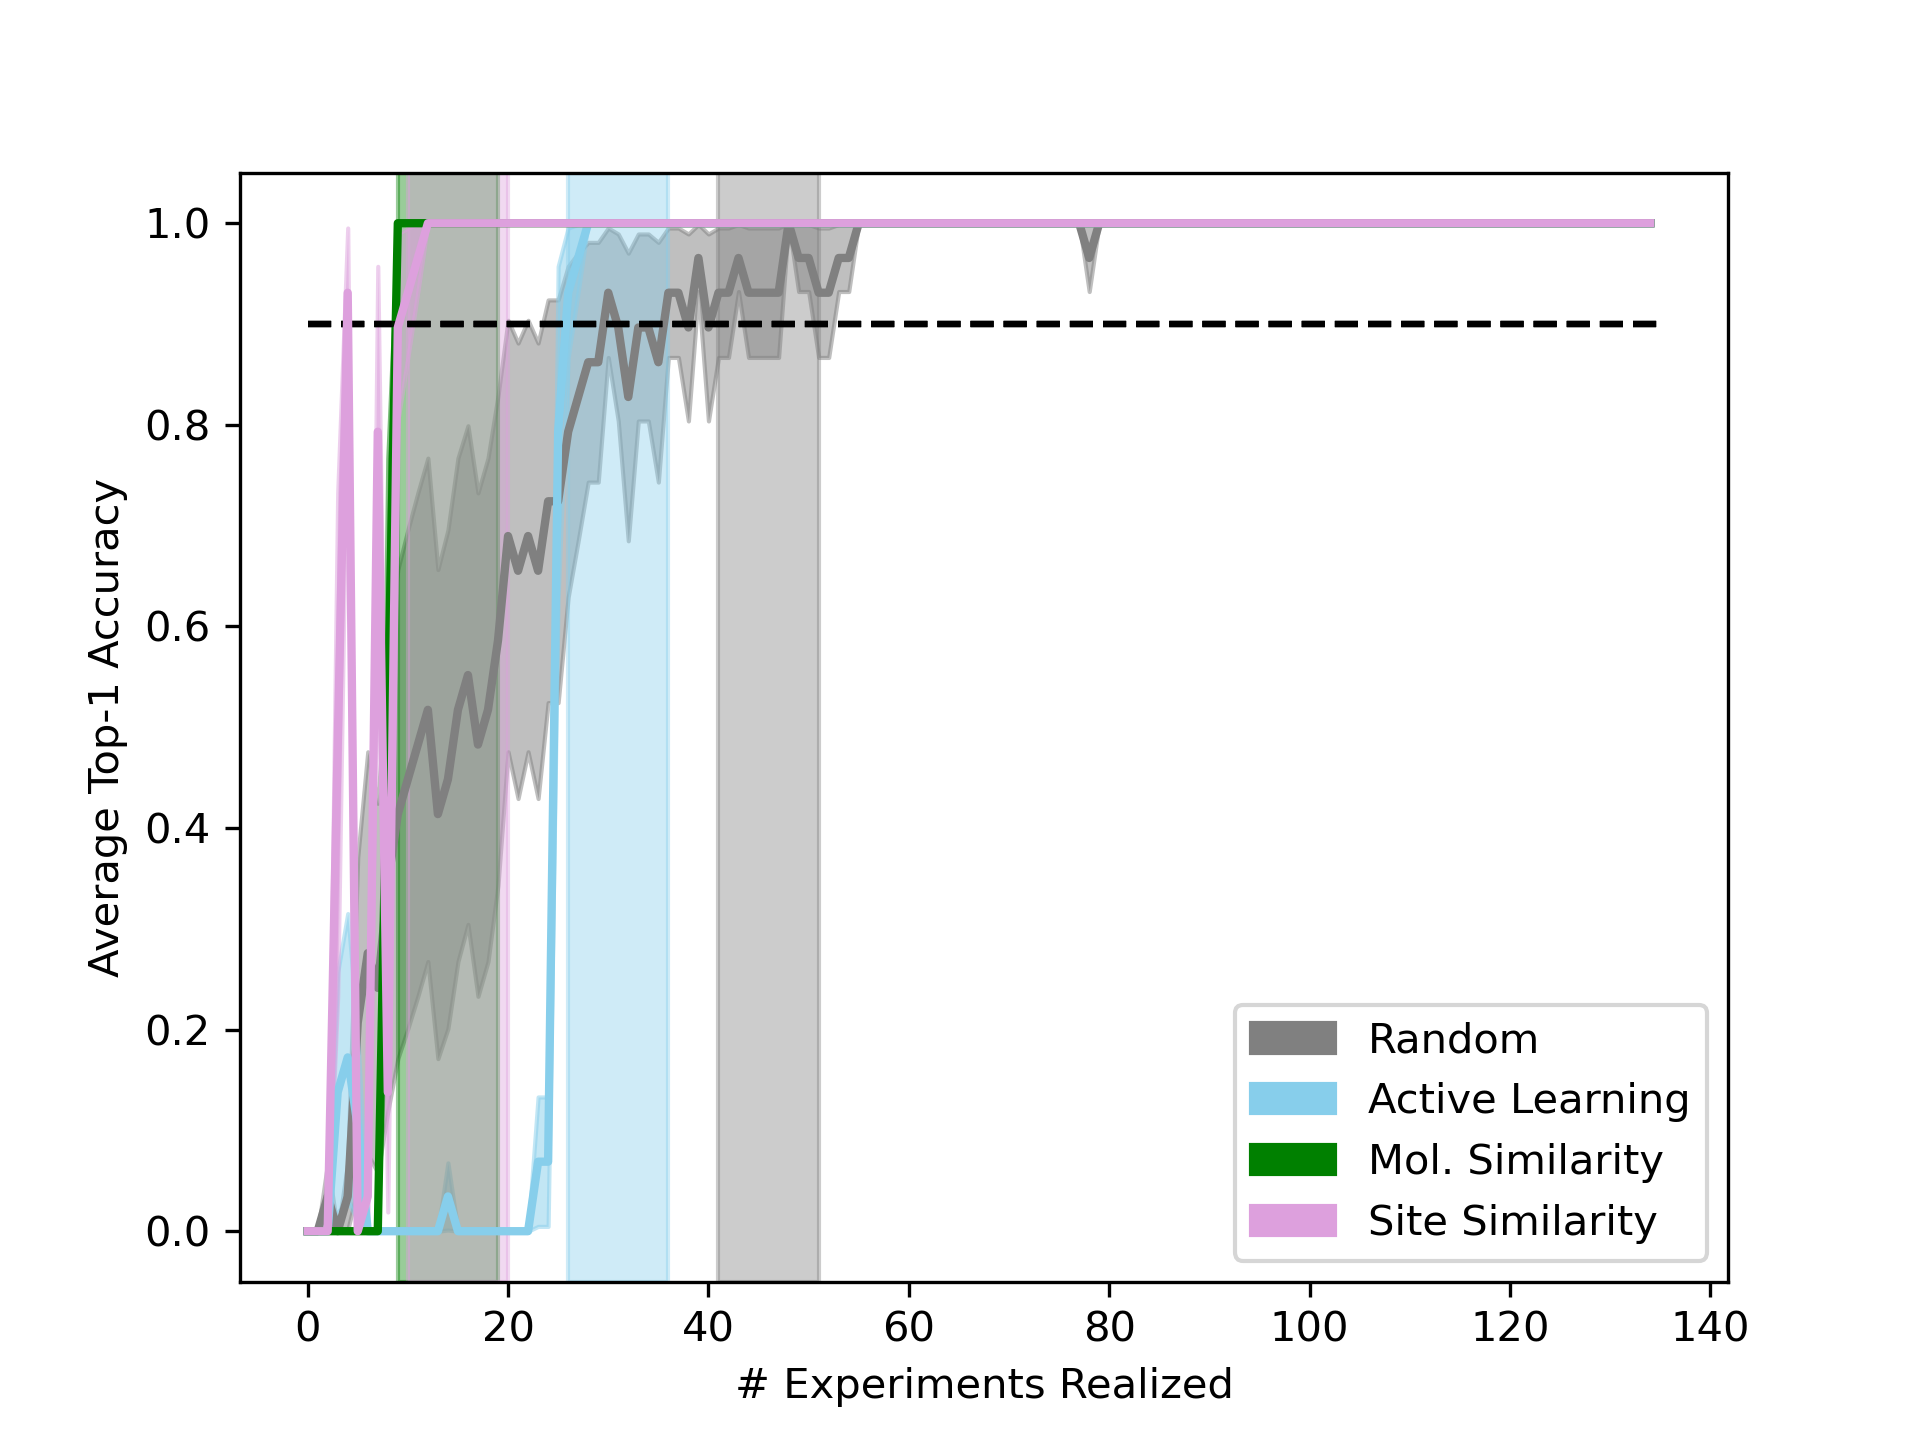 1.0
0.8
0.6
0.4
0.2
0.0
Average Top-1 Accuracy
0 20 40 60 80 100 120 140
# Experiments Realized
Random
Active Learning
Mol. Similarity
Site Similarity